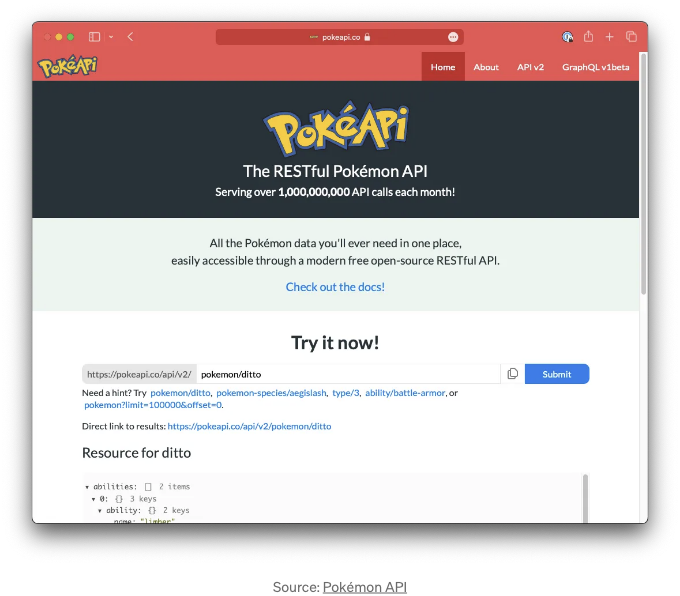 pokeapi.co
PokéApi
Home About API v2 GraphQL v1beta
PokéApi
The RESTful Pokémon API
Serving over 1,000,000,000 API calls each month!
All the Pokémon data you'll ever need in one place,
easily accessible through a modern free open-source RESTful API.
Check out the docs!
Try it now!
https://pokeapi.co/api/v2/ pokemon/ditto Submit
Need a hint? Try pokemon/ditto, pokemon-species/aegislash, type/3, ability/battle-armor, or
pokemon?limit=100000&offset=0.
Direct link to results: https://pokeapi.co/api/v2/pokemon/ditto
Resource for ditto
abilities: [] 2 items
0: {} 3 keys
ability: {} 2 keys
name: "limber"
Source: Pokémon API